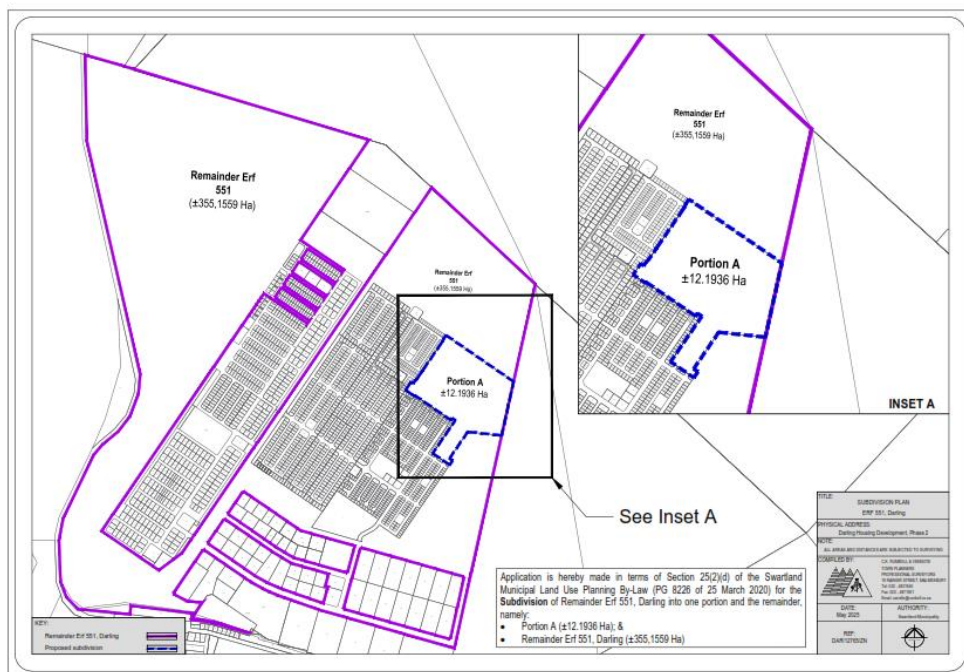 Remainder Erf
551
(±355,1559 Ha)
Remainder Erf
551
(±355,1559 Ha)
Portion A
±12.1936 Ha
See Inset A
Remainder Erf
551
(±355,1559 Ha)
Portion A
±12.1936 Ha
INSET A
Application is hereby made in terms of Section 25(2)(d) of the Swartland
Municipal Land Use Planning By-Law (PG 8226 of 25 March 2020) for the
Subdivision of Remainder Erf 551, Darling into one portion and the remainder,
namely:
• Portion A (±12.1936 Ha); &
• Remainder Erf 551, Darling (±355,1559 Ha)
KEY:
Remainder Erf 551, Darling
Proposed subdivision
TITLE:
SUBDIVISION PLAN
ERF 551, Darling
PHYSICAL ADDRESS:
Darling Housing Development, Phase 2
NOTE:
ALL AREAS AND DISTANCES ARE SUBJECTED TO SURVEYING
COMPILED BY:
TOWN PLANNERS
PROFESSIONAL SURVEYORS
DATE:
May 2025
AUTHORITY:
Swartland Municipality
REF: